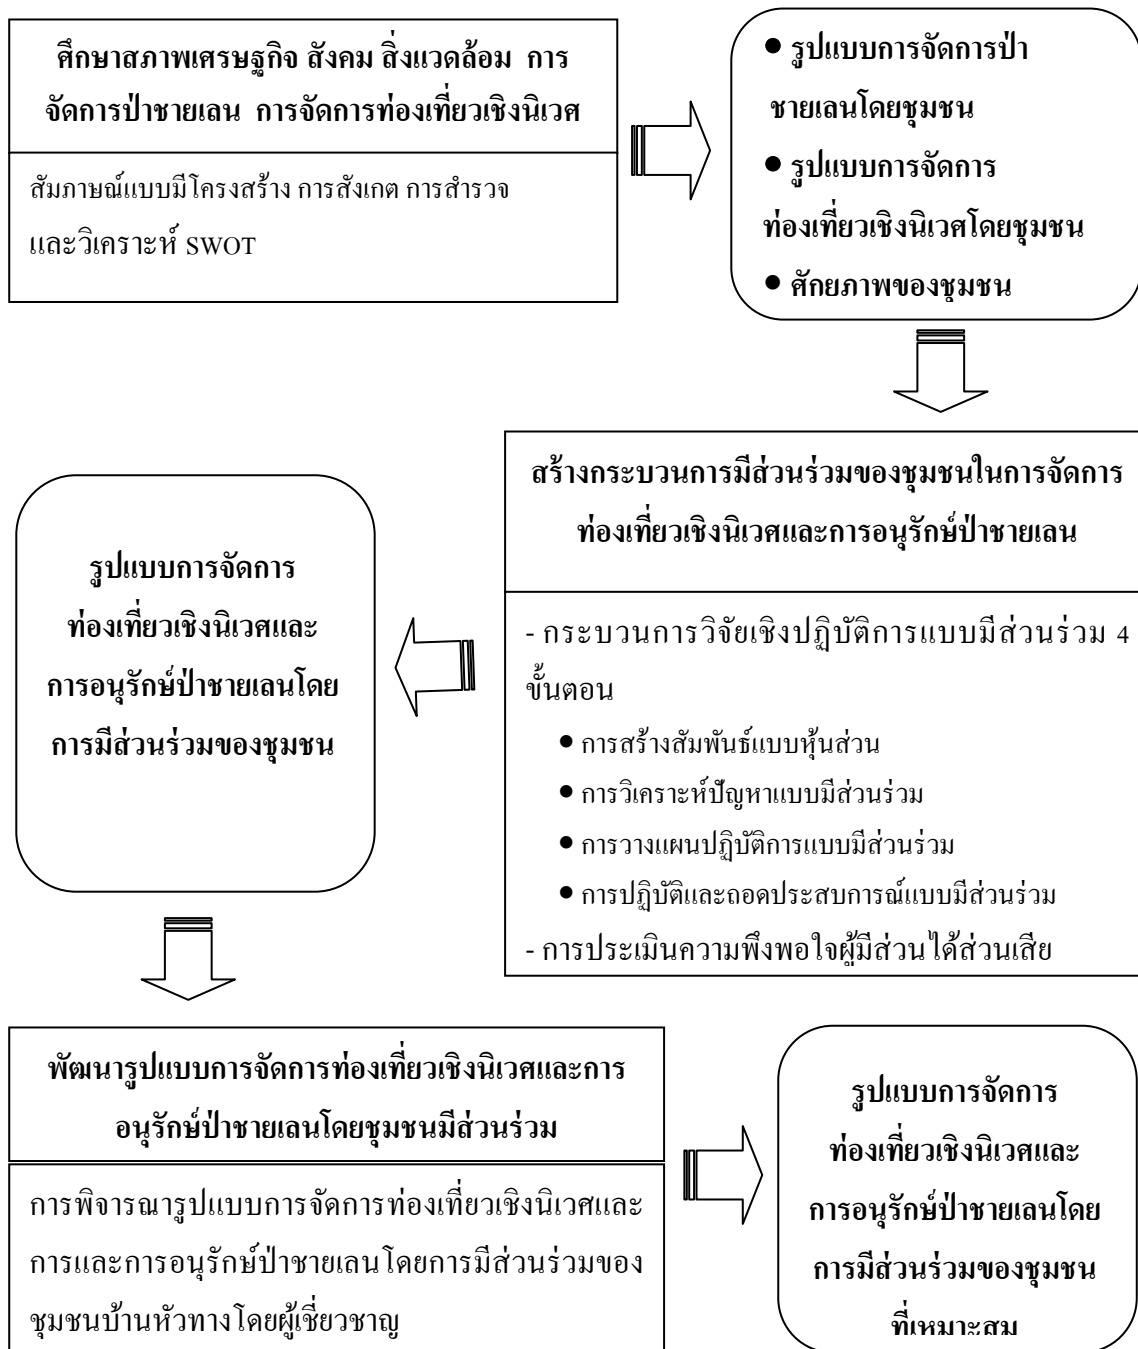 ศึกษาสภาพเศรษฐกิจ สังคม สิ่งแวดล้อม การ
จัดการป่าชายเลน การจัดการท่องเที่ยวเชิงนิเวศ
สัมภาษณ์แบบมีโครงสร้าง การสังเกต การสำรวจ
และวิเคราะห์ SWOT
● รูปแบบการจัดการป่า
ชายเลนโดยชุมชน
● รูปแบบการจัดการ
ท่องเที่ยวเชิงนิเวศโดยชุมชน
● ศักยภาพของชุมชน
สร้างกระบวนการมีส่วนร่วมของชุมชนในการจัดการ
ท่องเที่ยวเชิงนิเวศและการอนุรักษ์ป่าชายเลน
- กระบวนการวิจัยเชิงปฏิบัติการแบบมีส่วนร่วม 4
ขั้นตอน
● การสร้างสัมพันธ์แบบหุ้นส่วน
● การวิเคราะห์ปัญหาแบบมีส่วนร่วม
● การวางแผนปฏิบัติการแบบมีส่วนร่วม
● การปฏิบัติและถอดประสบการณ์แบบมีส่วนร่วม
- การประเมินความพึงพอใจผู้มีส่วนได้ส่วนเสีย
รูปแบบการจัดการ
ท่องเที่ยวเชิงนิเวศและ
การอนุรักษ์ป่าชายเลนโดย
การมีส่วนร่วมของชุมชน
พัฒนารูปแบบการจัดการท่องเที่ยวเชิงนิเวศและการ
อนุรักษ์ป่าชายเลนโดยชุมชนมีส่วนร่วม
การพิจารณารูปแบบการจัดการท่องเที่ยวเชิงนิเวศและ
การและการอนุรักษ์ป่าชายเลนโดยการมีส่วนร่วมของ
ชุมชนบ้านหัวทางโดยผู้เชี่ยวชาญ
รูปแบบการจัดการ
ท่องเที่ยวเชิงนิเวศและ
การอนุรักษ์ป่าชายเลนโดย
การมีส่วนร่วมของชุมชน
ที่เหมาะสม